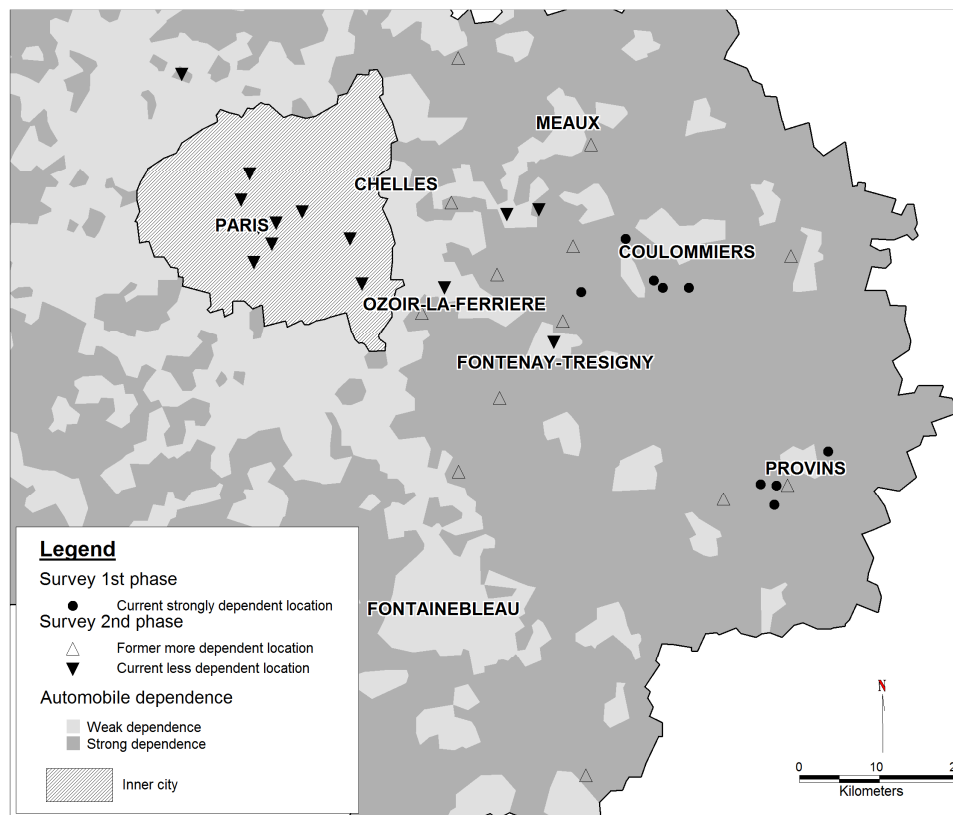 MEAUX
CHELLES
PARIS
COULOMMIERS
OZOIR-LA-FERRIERE
FONTENAY-TRESIGNY
PROVINS
FONTAINEBLEAU
Legend
Survey 1st phase
Current strongly dependent location
Survey 2nd phase
Former more dependent location
Current less dependent location
Automobile dependence
Weak dependence
Strong dependence
Inner city
N
0 10
Kilometers